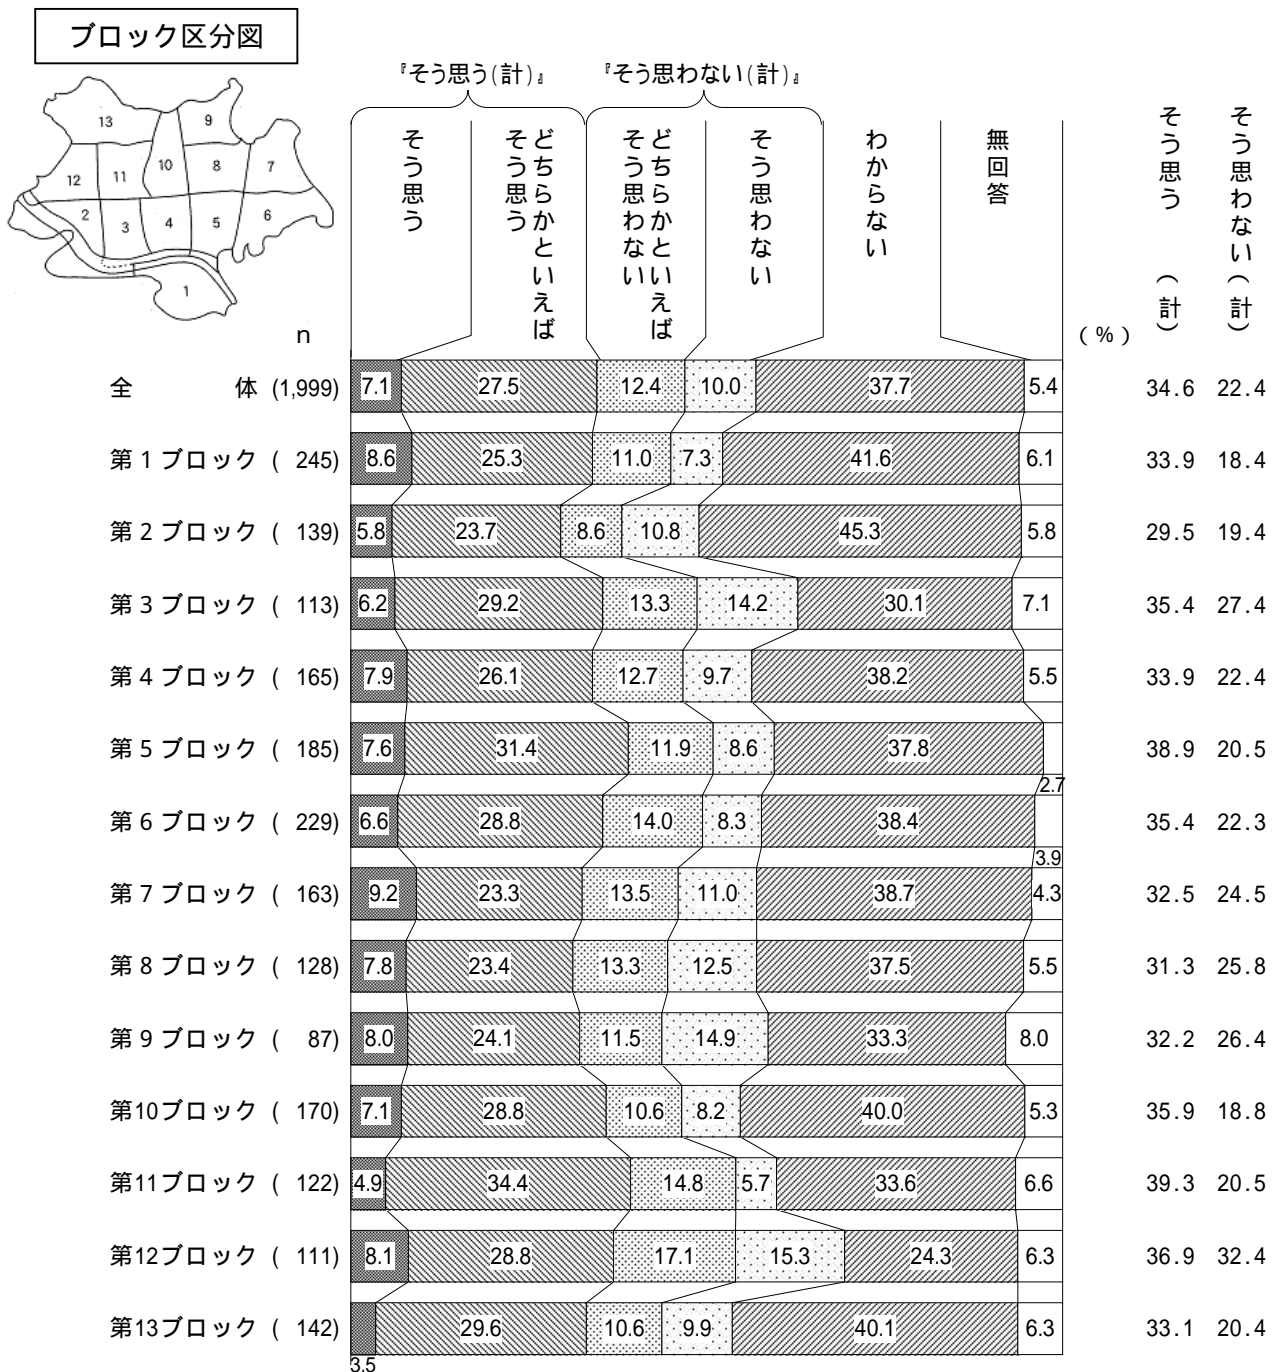 ブロック区分図
13
9
12
11
10
8
7
2
3
4
5
6
1
『そう思う(計)』
『そう思わない(計)』
そう思う
どちらかといえば
そう思う
どちらかといえば
そう思わない
そう思わない
わからない
無回答
そう思う(計)
そう思わない(計)
n
(%)
全体 (1,999) 7.1 27.5 12.4 10.0 37.7 5.4 34.6 22.4
第1ブロック ( 245) 8.6 25.3 11.0 7.3 41.6 6.1 33.9 18.4
第2ブロック ( 139) 5.8 23.7 8.6 10.8 45.3 5.8 29.5 19.4
第3ブロック ( 113) 6.2 29.2 13.3 14.2 30.1 7.1 35.4 27.4
第4ブロック ( 165) 7.9 26.1 12.7 9.7 38.2 5.5 33.9 22.4
第5ブロック ( 185) 7.6 31.4 11.9 8.6 37.8 2.7 38.9 20.5
第6ブロック ( 229) 6.6 28.8 14.0 8.3 38.4 3.9 35.4 22.3
第7ブロック ( 163) 9.2 23.3 13.5 11.0 38.7 4.3 32.5 24.5
第8ブロック ( 128) 7.8 23.4 13.3 12.5 37.5 5.5 31.3 25.8
第9ブロック ( 87) 8.0 24.1 11.5 14.9 33.3 8.0 32.2 26.4
第10ブロック ( 170) 7.1 28.8 10.6 8.2 40.0 5.3 35.9 18.8
第11ブロック ( 122) 4.9 34.4 14.8 5.7 33.6 6.6 39.3 20.5
第12ブロック ( 111) 8.1 28.8 17.1 15.3 24.3 6.3 36.9 32.4
第13ブロック ( 142) 3.5 29.6 10.6 9.9 40.1 6.3 33.1 20.4